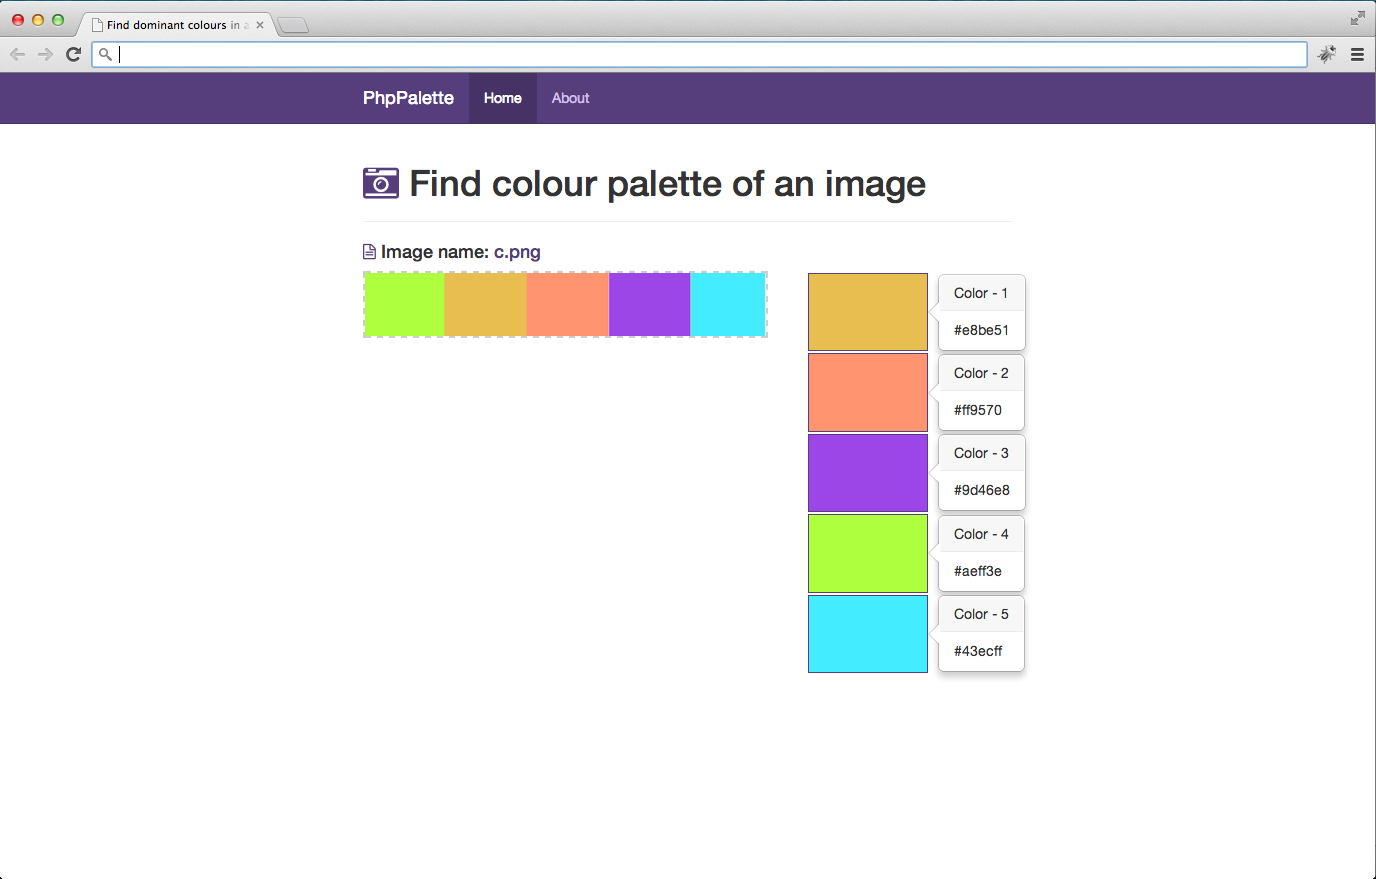 Find dominant colours in a
PhpPalette Home About
Find colour palette of an image
Image name: c.png
Color - 1
#e8be51
Color - 2
#ff9570
Color - 3
#9d46e8
Color - 4
#aeff3e
Color - 5
#43ecff